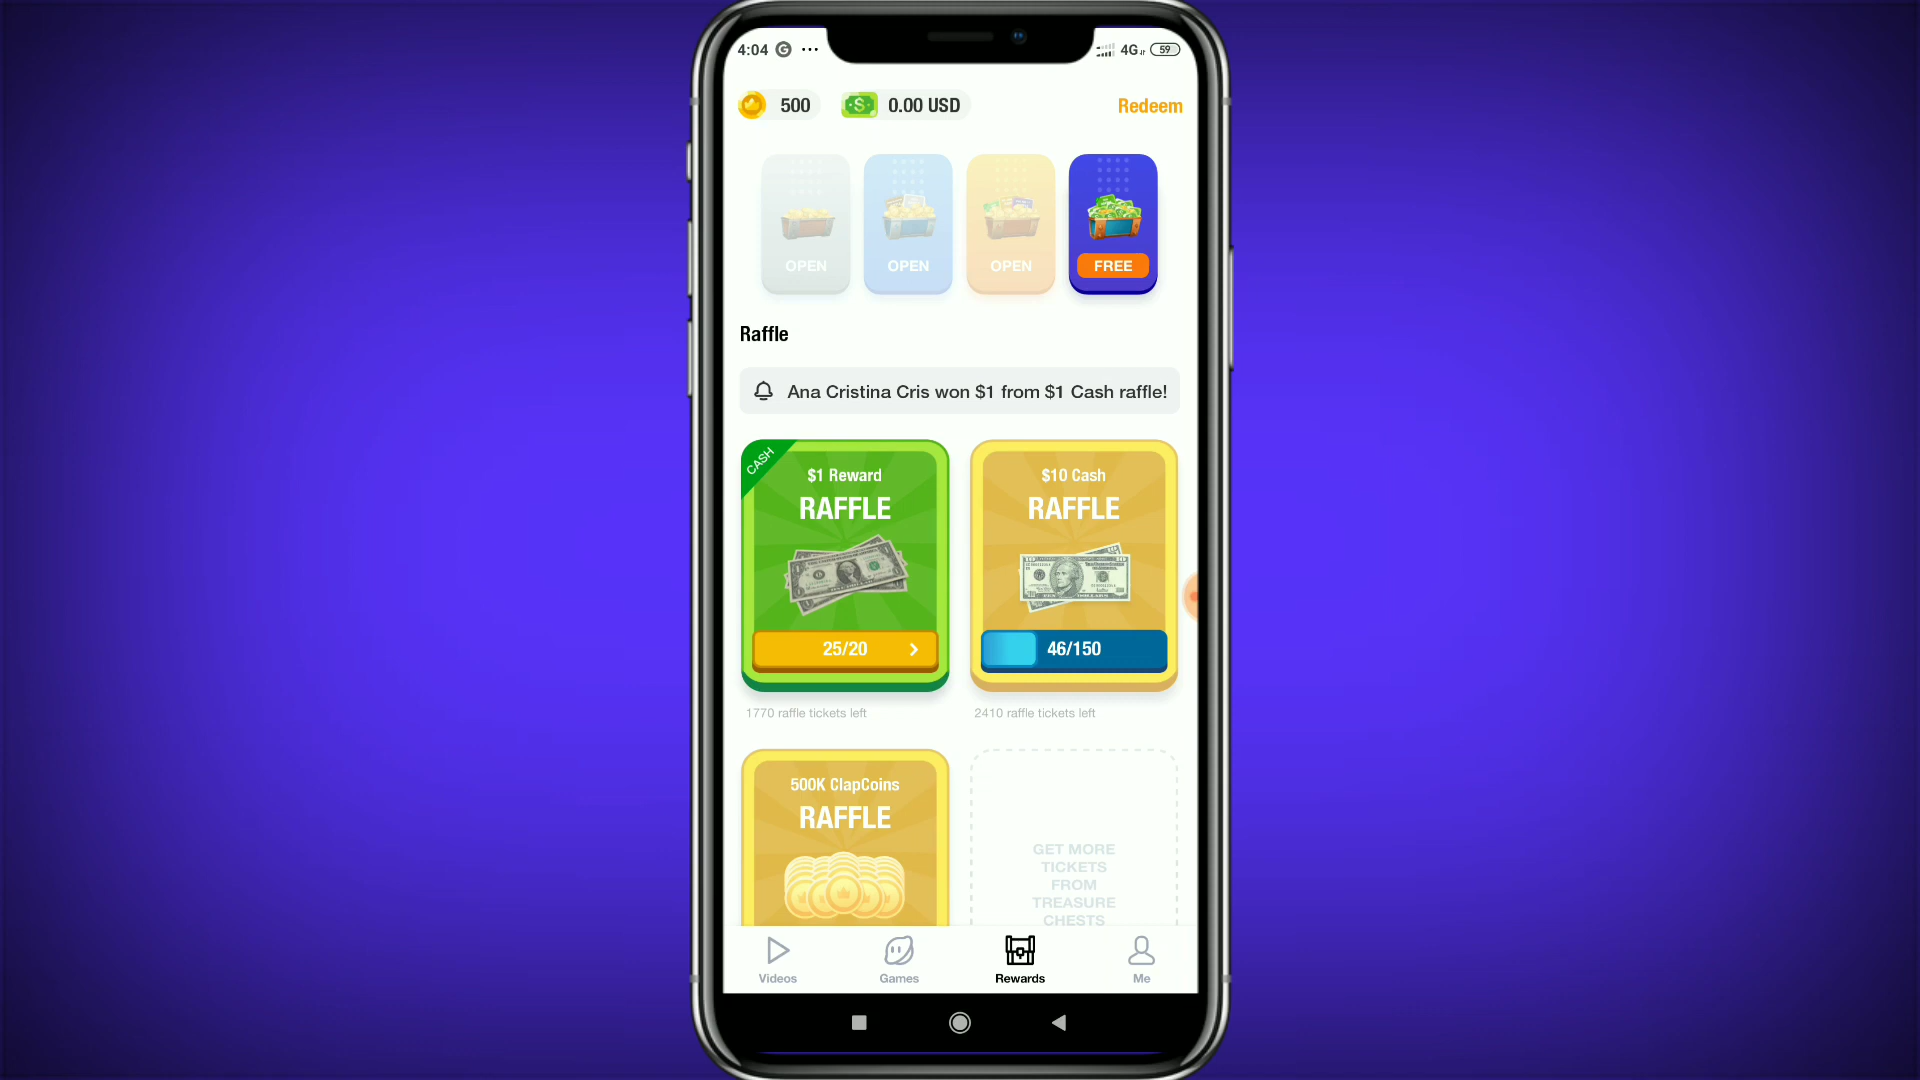 4:04 G ...
4G 59
500
0.00 USD
Redeem
OPEN
OPEN
OPEN
FREE
Raffle
Ana Cristina Cris won $1 from $1 Cash raffle!
CASH
$1 Reward
RAFFLE
25/20
1770 raffle tickets left
$10 Cash
RAFFLE
46/150
2410 raffle tickets left
500K ClapCoins
RAFFLE
GET MORE
TICKETS
FROM
TREASURE
CHESTS
Videos
Games
Rewards
Me